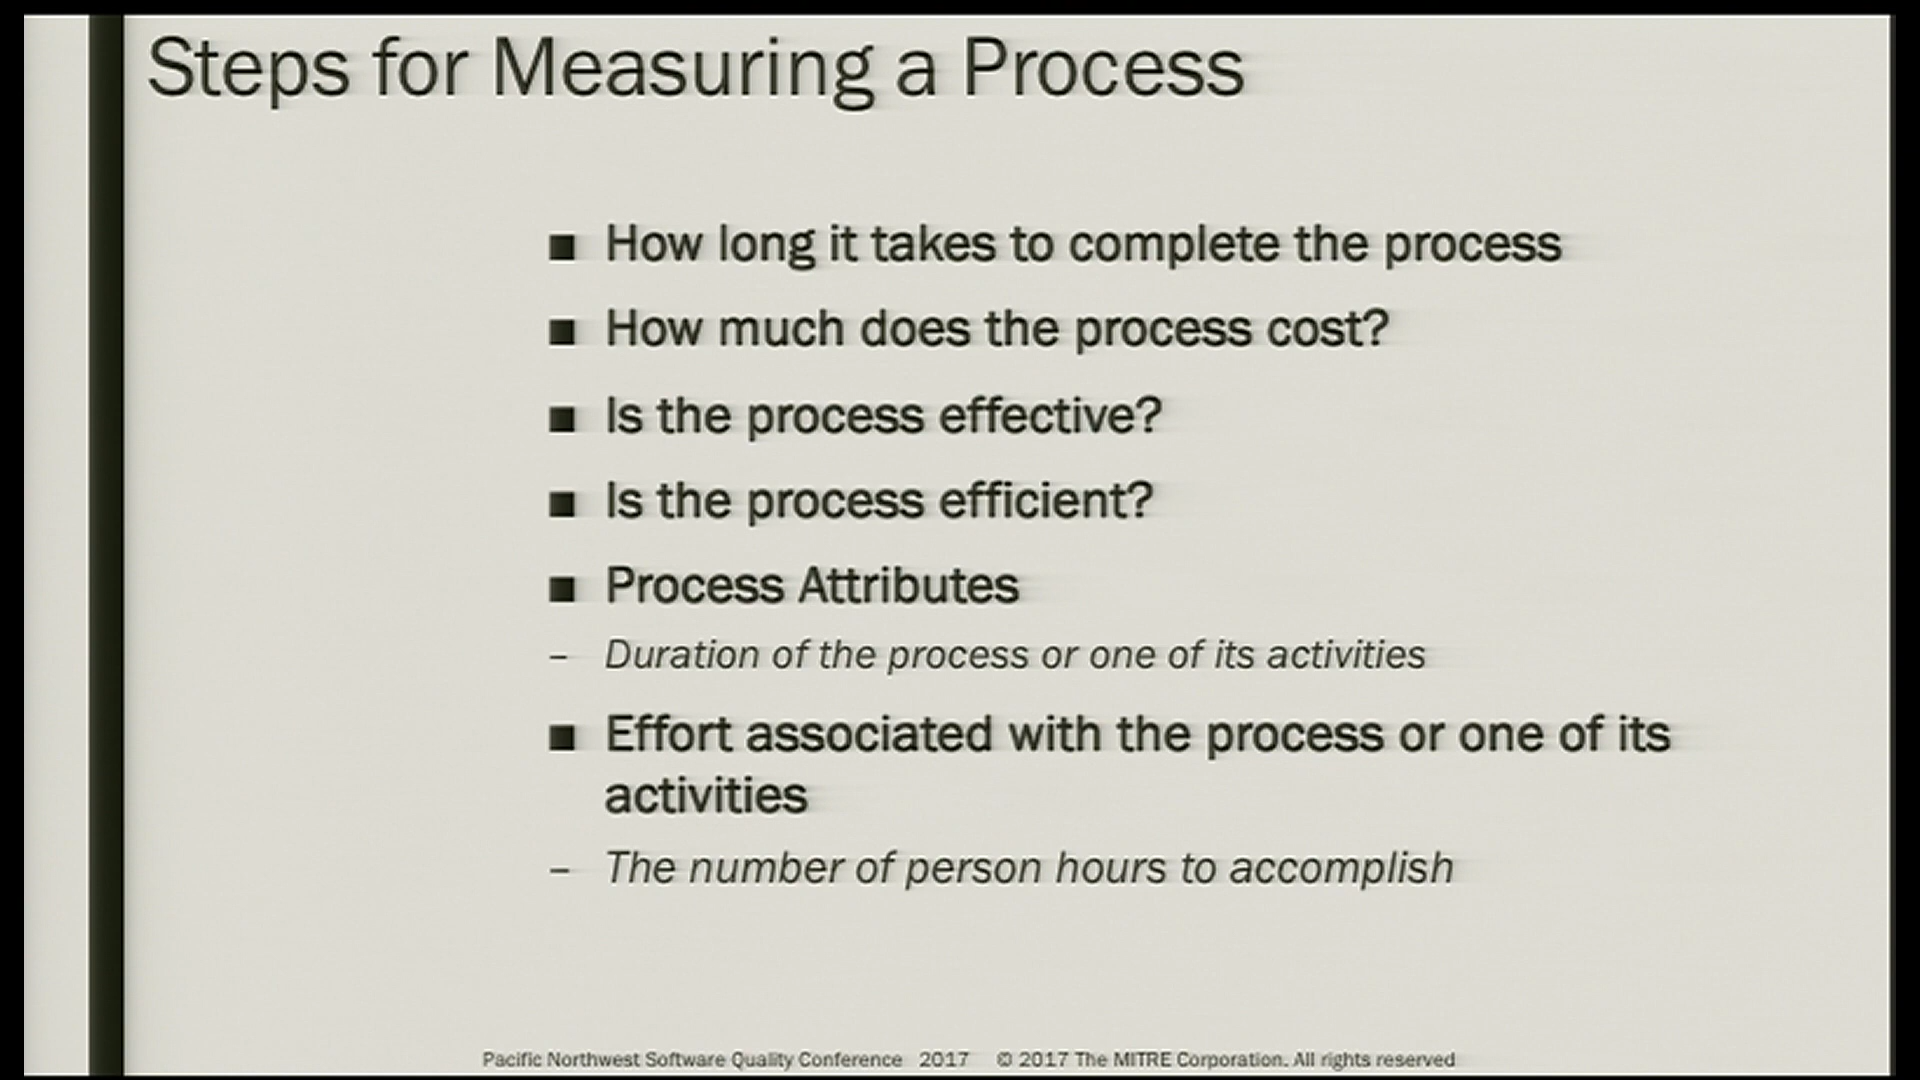 Steps for Measuring a Process
■ How long it takes to complete the process
■ How much does the process cost?
■ Is the process effective?
■ Is the process efficient?
■ Process Attributes
– Duration of the process or one of its activities
■ Effort associated with the process or one of its
activities
– The number of person hours to accomplish
Pacific Northwest Software Quality Conference 2017 © 2017 The MITRE Corporation. All rights reserved